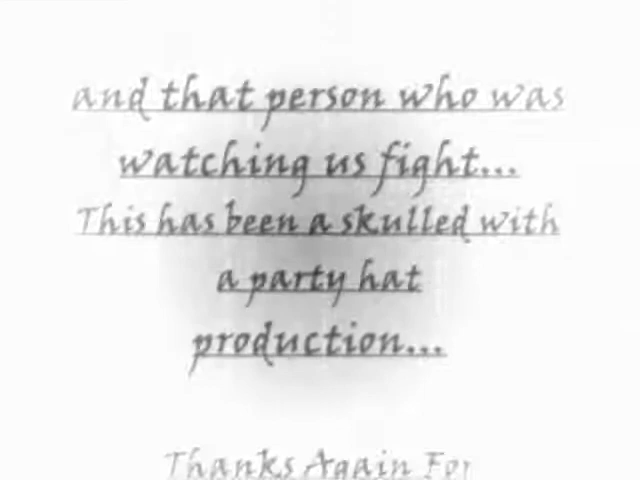 and that person who was
watching us fight...
This has been a skulled with
a party hat
production...
Thanks Again For